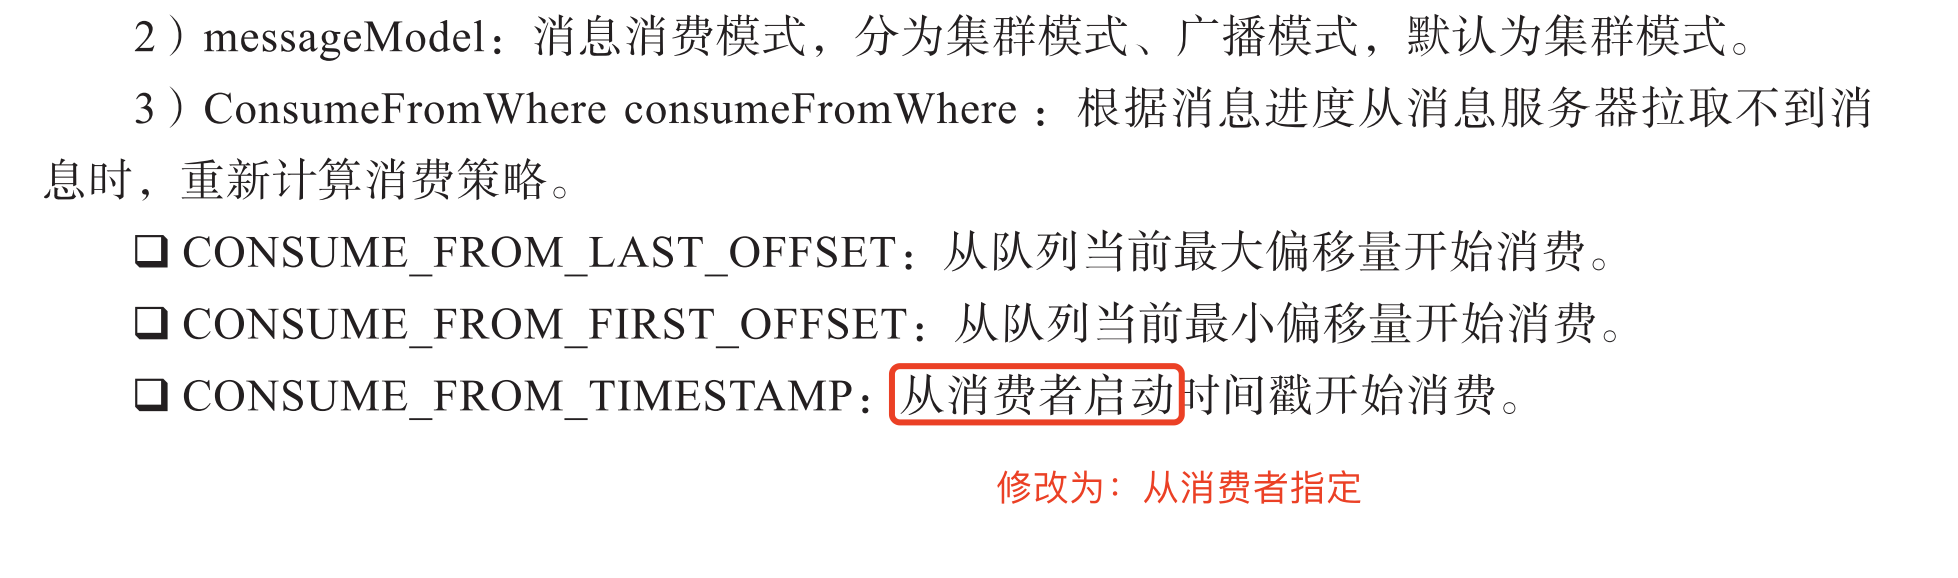 2）messageModel：消息消费模式，分为集群模式、广播模式，默认为集群模式。
3）ConsumeFromWhere consumeFromWhere：根据消息进度从消息服务器拉取不到消
息时，重新计算消费策略。
❑ CONSUME_FROM_LAST_OFFSET：从队列当前最大偏移量开始消费。
❑ CONSUME_FROM_FIRST_OFFSET：从队列当前最小偏移量开始消费。
❑ CONSUME_FROM_TIMESTAMP：从消费者启动时间戳开始消费。
修改为：从消费者指定